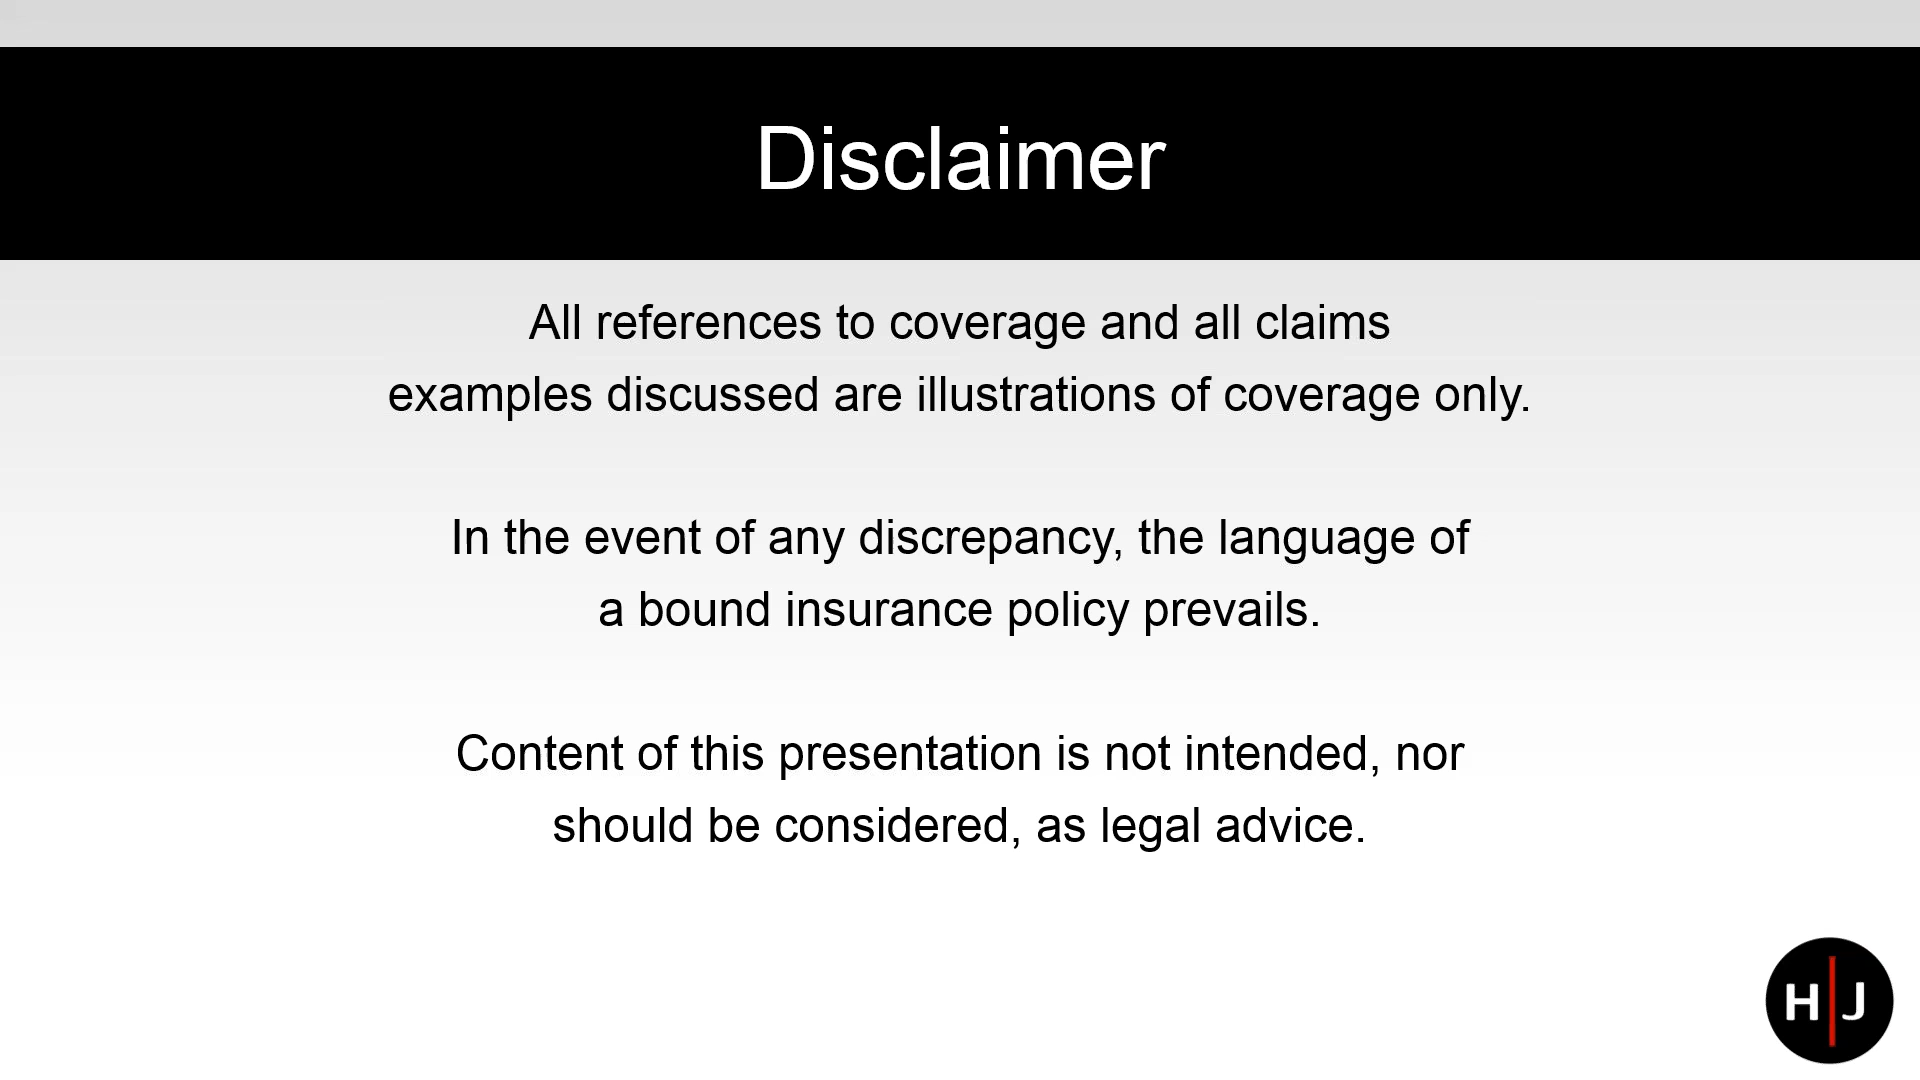 Disclaimer
All references to coverage and all claims
examples discussed are illustrations of coverage only.
In the event of any discrepancy, the language of
a bound insurance policy prevails.
Content of this presentation is not intended, nor
should be considered, as legal advice.
H|J